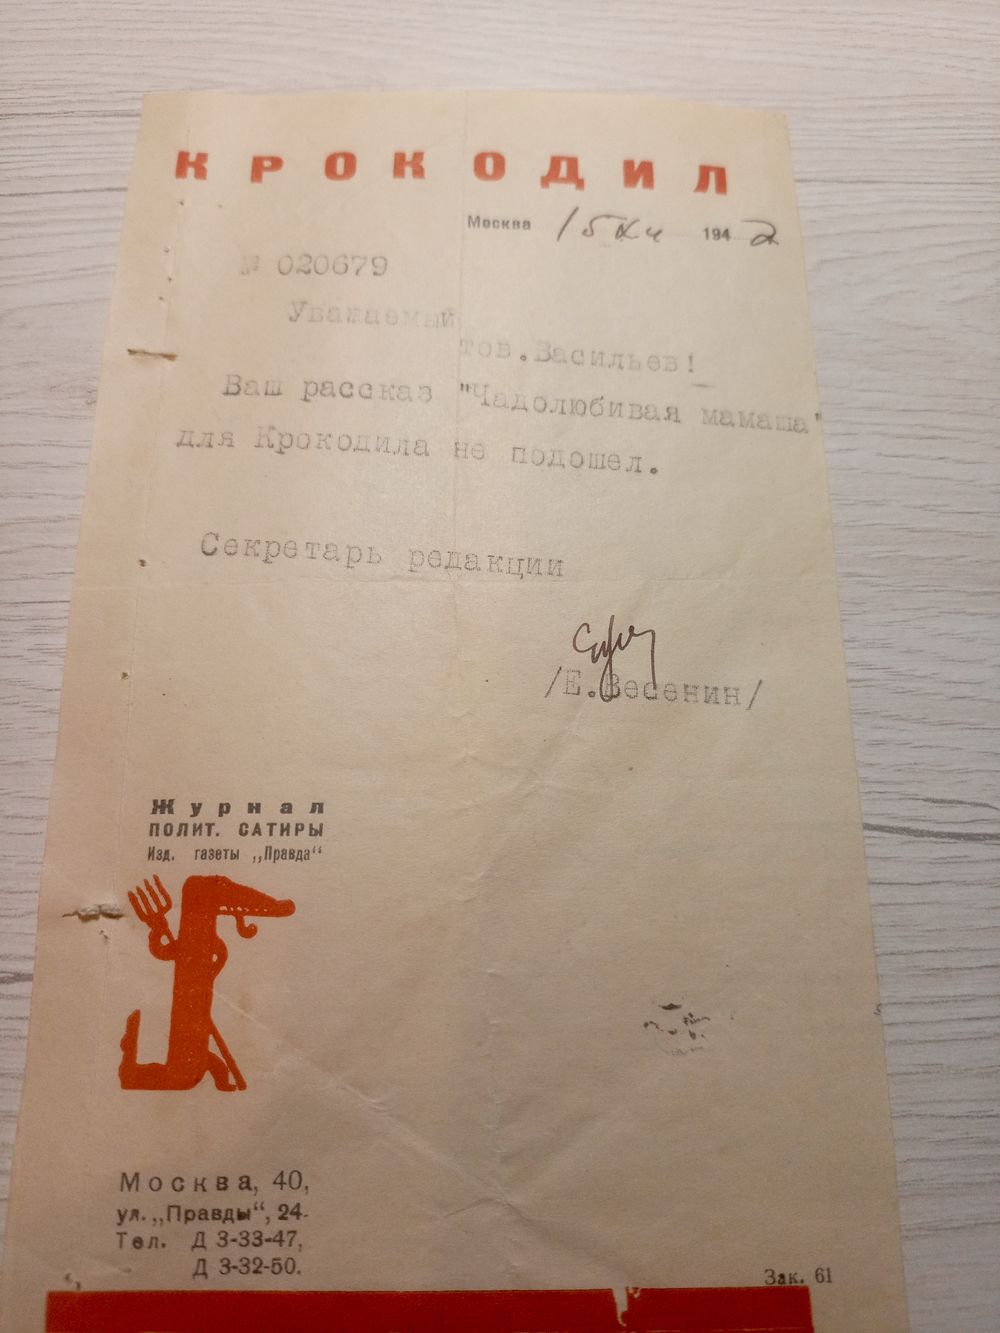 КРОКОДИЛ
Москва 15 194 2
№ 020679
Уважаемый
тов.Васильев!
Ваш рассказ "Чадолюбивая мамаша"
для Крокодила не подошел.
Секретарь редакции
/Е.Весенин/
Журнал
ПОЛИТ. САТИРЫ
Изд. газеты „Правда“
Москва, 40,
ул. „Правды“, 24.
Тел. Д 3-33-47,
Д 3-32-50.
Зак. 61